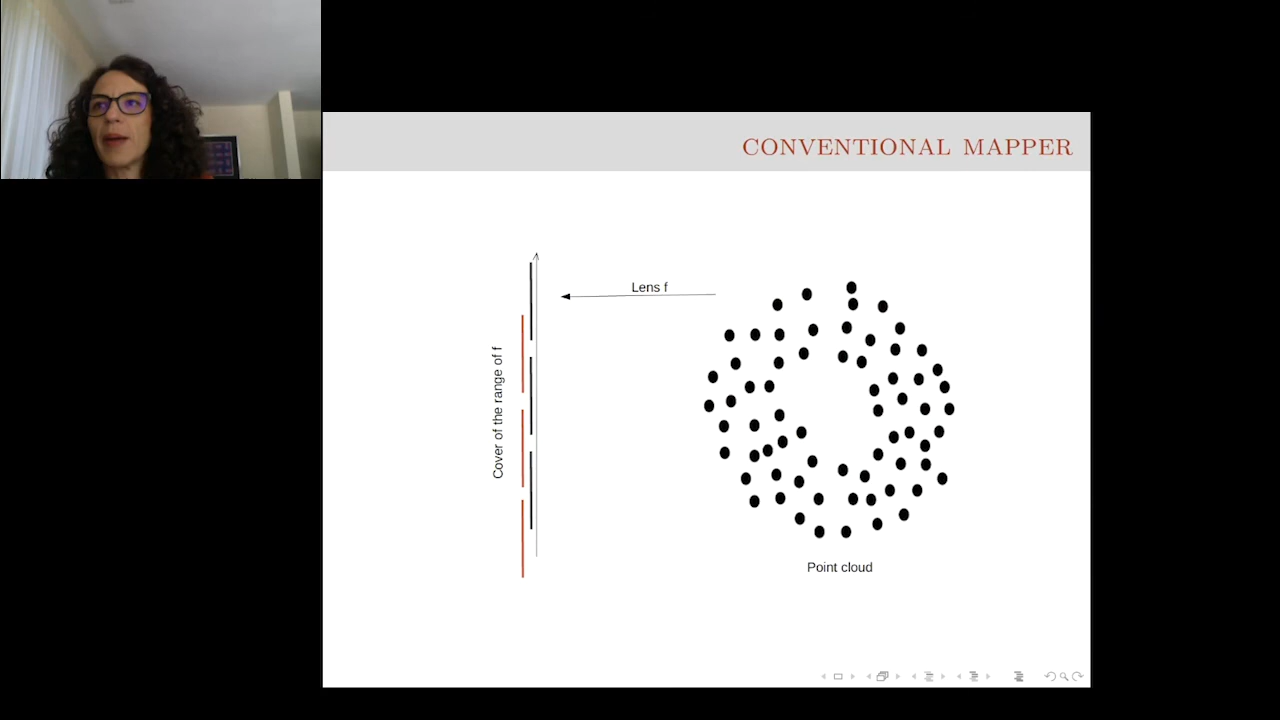 CONVENTIONAL MAPPER
Lens f
Cover of the range of f
Point cloud